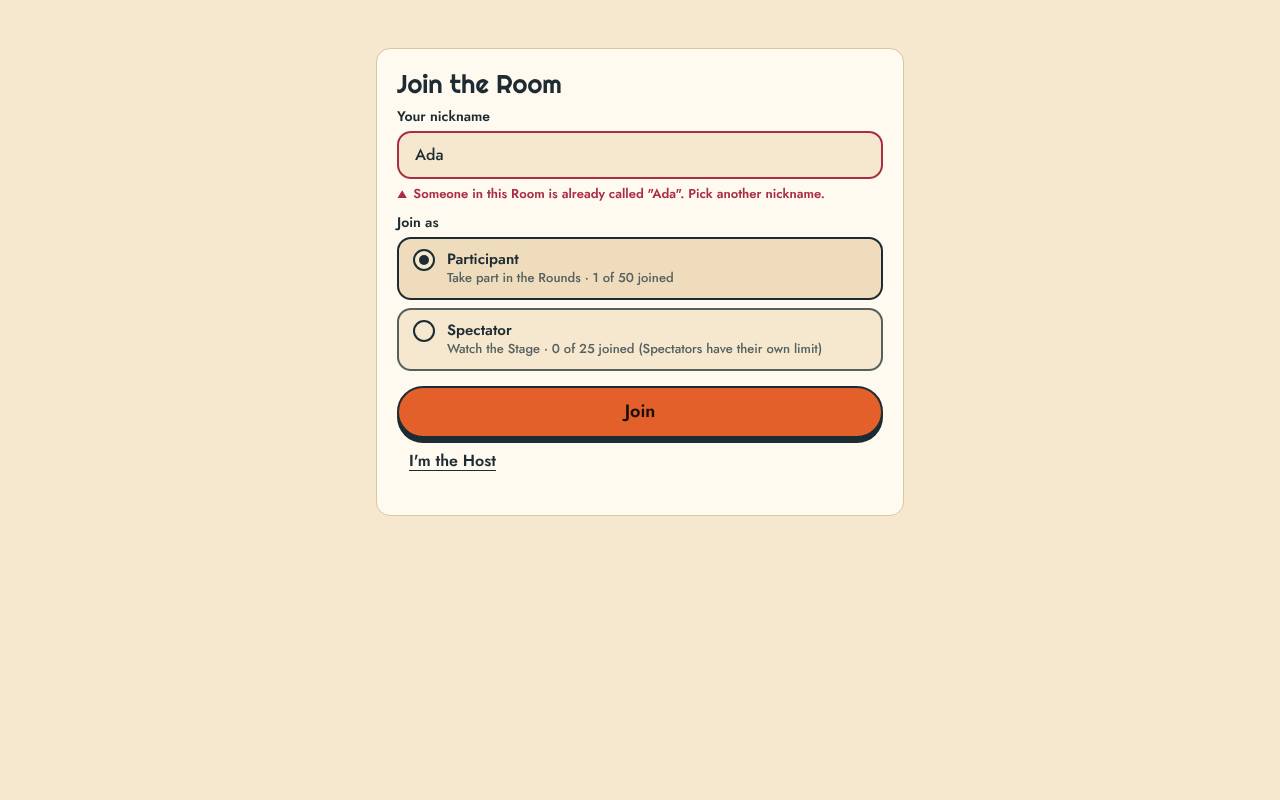 Join the Room
Your nickname
Ada
▲ Someone in this Room is already called "Ada". Pick another nickname.
Join as
Participant
Take part in the Rounds · 1 of 50 joined
Spectator
Watch the Stage · 0 of 25 joined (Spectators have their own limit)
Join
I'm the Host